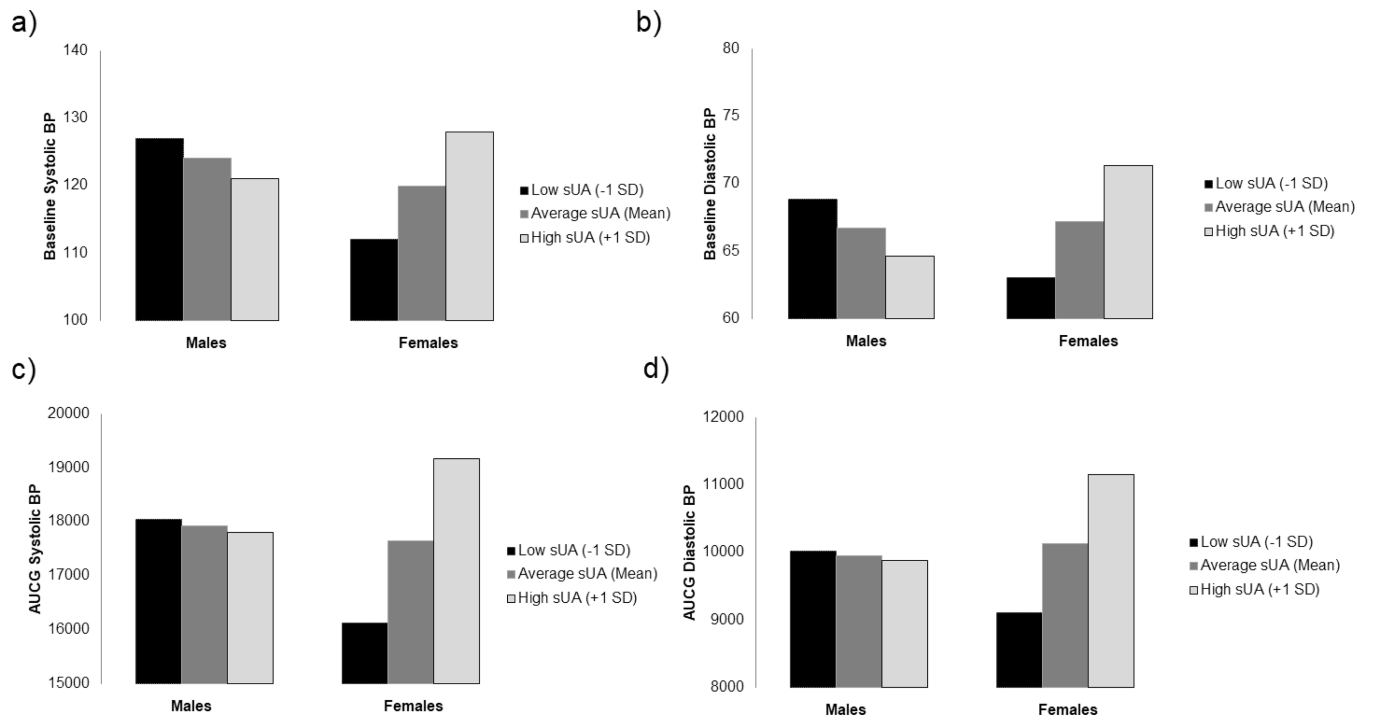 a)
140
130
120
110
100
Baseline Systolic BP
Males
Females
Low sUA (-1 SD)
Average sUA (Mean)
High sUA (+1 SD)
b)
80
75
70
65
60
Baseline Diastolic BP
Males
Females
Low sUA (-1 SD)
Average sUA (Mean)
High sUA (+1 SD)
c)
20000
19000
18000
17000
16000
15000
AUCG Systolic BP
Males
Females
Low sUA (-1 SD)
Average sUA (Mean)
High sUA (+1 SD)
d)
12000
11000
10000
9000
8000
AUCG Diastolic BP
Males
Females
Low sUA (-1 SD)
Average sUA (Mean)
High sUA (+1 SD)